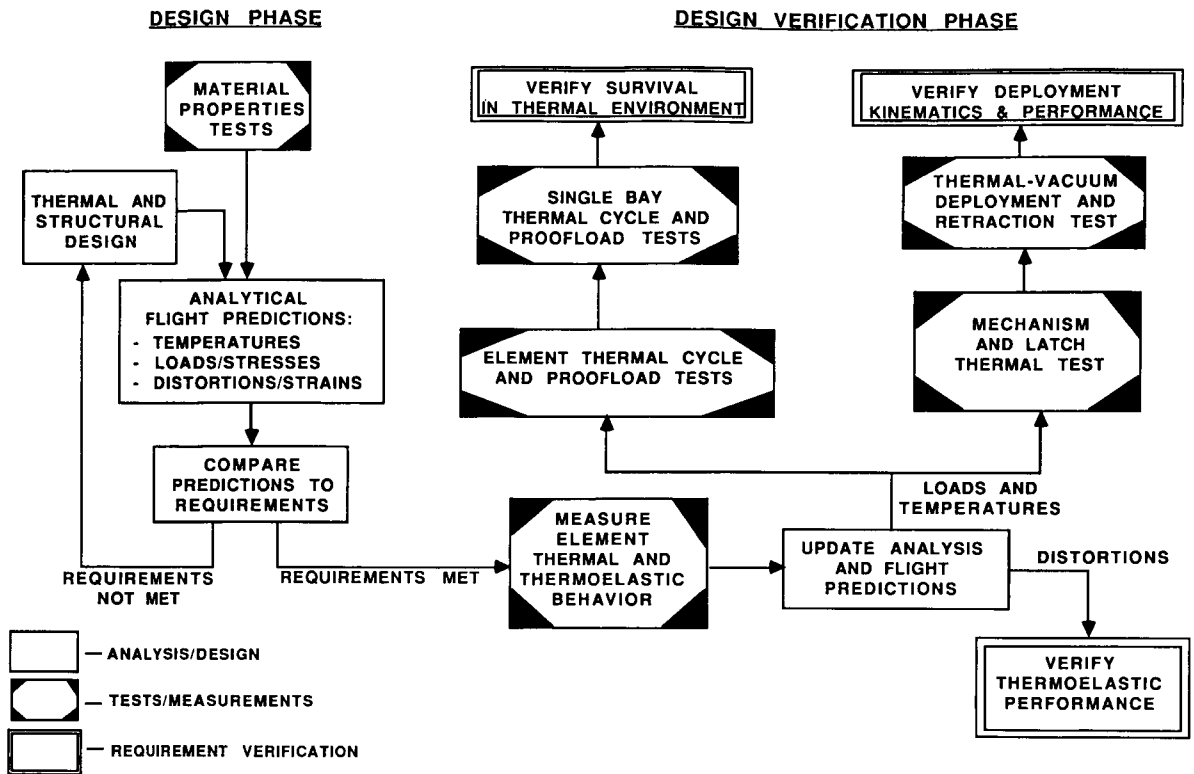 DESIGN PHASE
DESIGN VERIFICATION PHASE
MATERIAL
PROPERTIES
TESTS
THERMAL AND
STRUCTURAL
DESIGN
ANALYTICAL
FLIGHT PREDICTIONS:
- TEMPERATURES
- LOADS/STRESSES
- DISTORTIONS/STRAINS
COMPARE
PREDICTIONS TO
REQUIREMENTS
REQUIREMENTS
NOT MET
REQUIREMENTS MET
VERIFY SURVIVAL
IN THERMAL ENVIRONMENT
SINGLE BAY
THERMAL CYCLE AND
PROOFLOAD TESTS
ELEMENT THERMAL CYCLE
AND PROOFLOAD TESTS
VERIFY DEPLOYMENT
KINEMATICS & PERFORMANCE
THERMAL-VACUUM
DEPLOYMENT AND
RETRACTION TEST
MECHANISM
AND LATCH
THERMAL TEST
LOADS AND
TEMPERATURES
MEASURE
ELEMENT
THERMAL AND
THERMOELASTIC
BEHAVIOR
UPDATE ANALYSIS
AND FLIGHT
PREDICTIONS
DISTORTIONS
VERIFY
THERMOELASTIC
PERFORMANCE
— ANALYSIS/DESIGN
— TESTS/MEASUREMENTS
— REQUIREMENT VERIFICATION